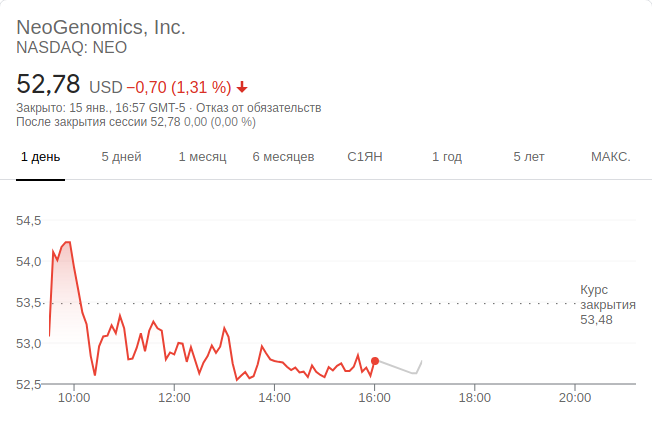 NeoGenomics, Inc.
NASDAQ: NEO
52,78 USD −0,70 (1,31 %)
Закрыто: 15 янв., 16:57 GMT-5 · Отказ от обязательств
После закрытия сессии 52,78 0,00 (0,00 %)
1 день 5 дней 1 месяц 6 месяцев С1ЯН 1 год 5 лет МАКС.
54,5
54,0
53,5
53,0
52,5
Курс
закрытия
53,48
10:00 12:00 14:00 16:00 18:00 20:00